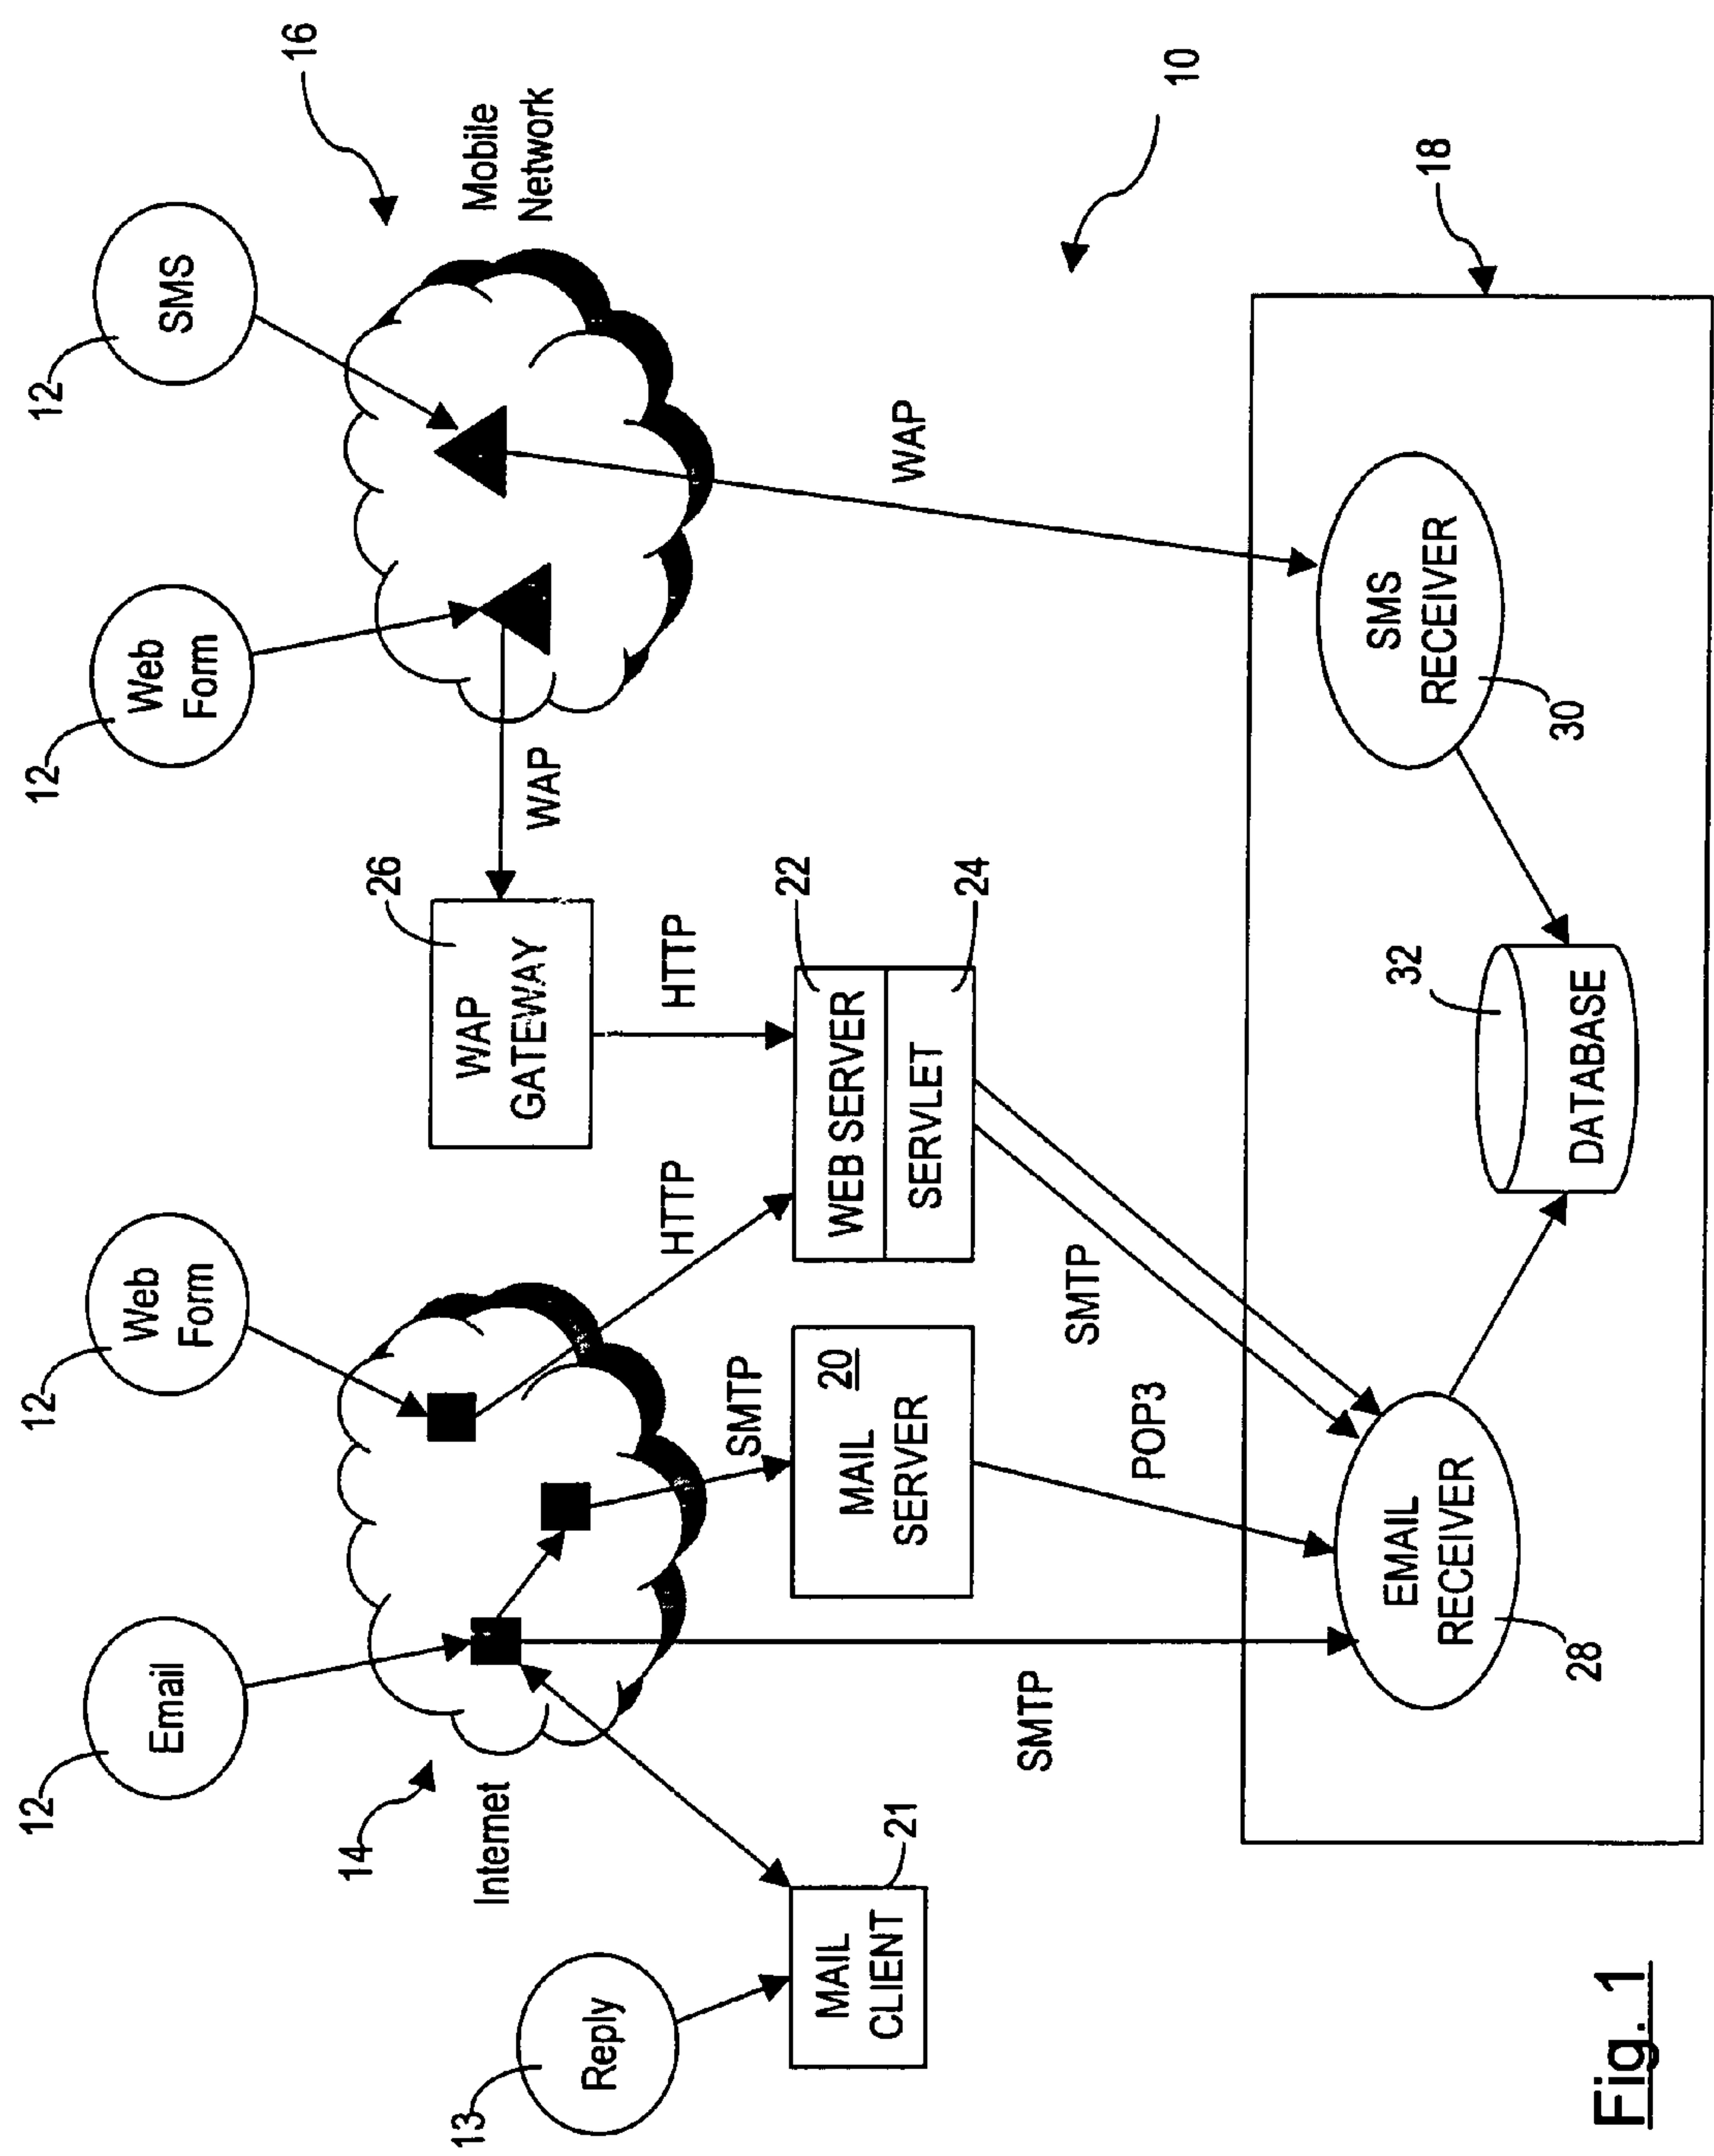 12
Email
12
Web
Form
12
Web
Form
12
SMS
16
Mobile
Network
14
Internet
13
Reply
MAIL
CLIENT
21
26
WAP
GATEWAY
WAP
HTTP
HTTP
SMTP
20
MAIL
SERVER
22
WEB SERVER
SERVLET
24
WAP
10
SMTP
SMTP
POP3
18
EMAIL
RECEIVER
28
32
DATABASE
SMS
RECEIVER
30
Fig. 1